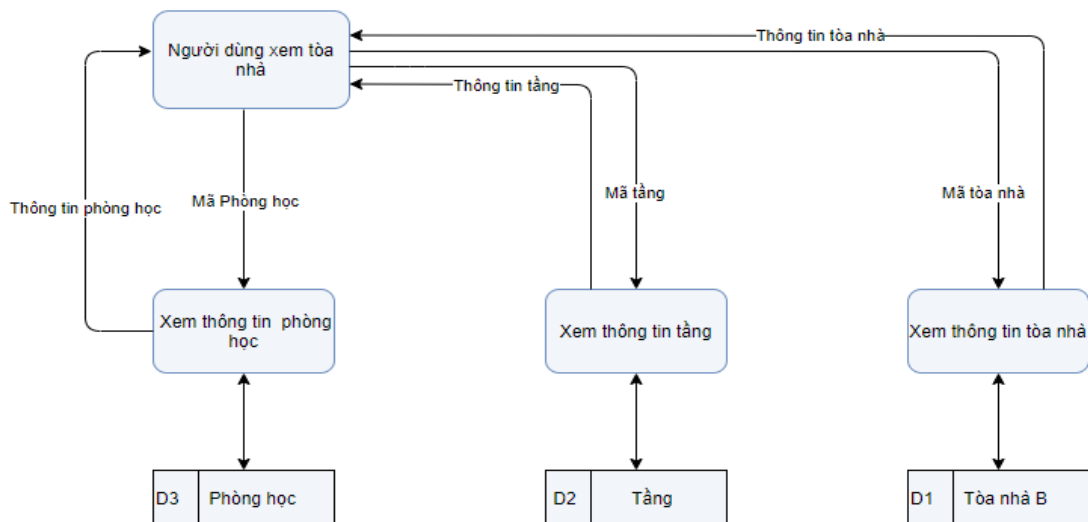 Người dùng xem tòa
nhà
Thông tin tòa nhà
Thông tin tầng
Thông tin phòng học
Mã Phòng học
Mã tầng
Mã tòa nhà
Xem thông tin phòng
học
Xem thông tin tầng
Xem thông tin tòa nhà
D3 Phòng học
D2 Tầng
D1 Tòa nhà B